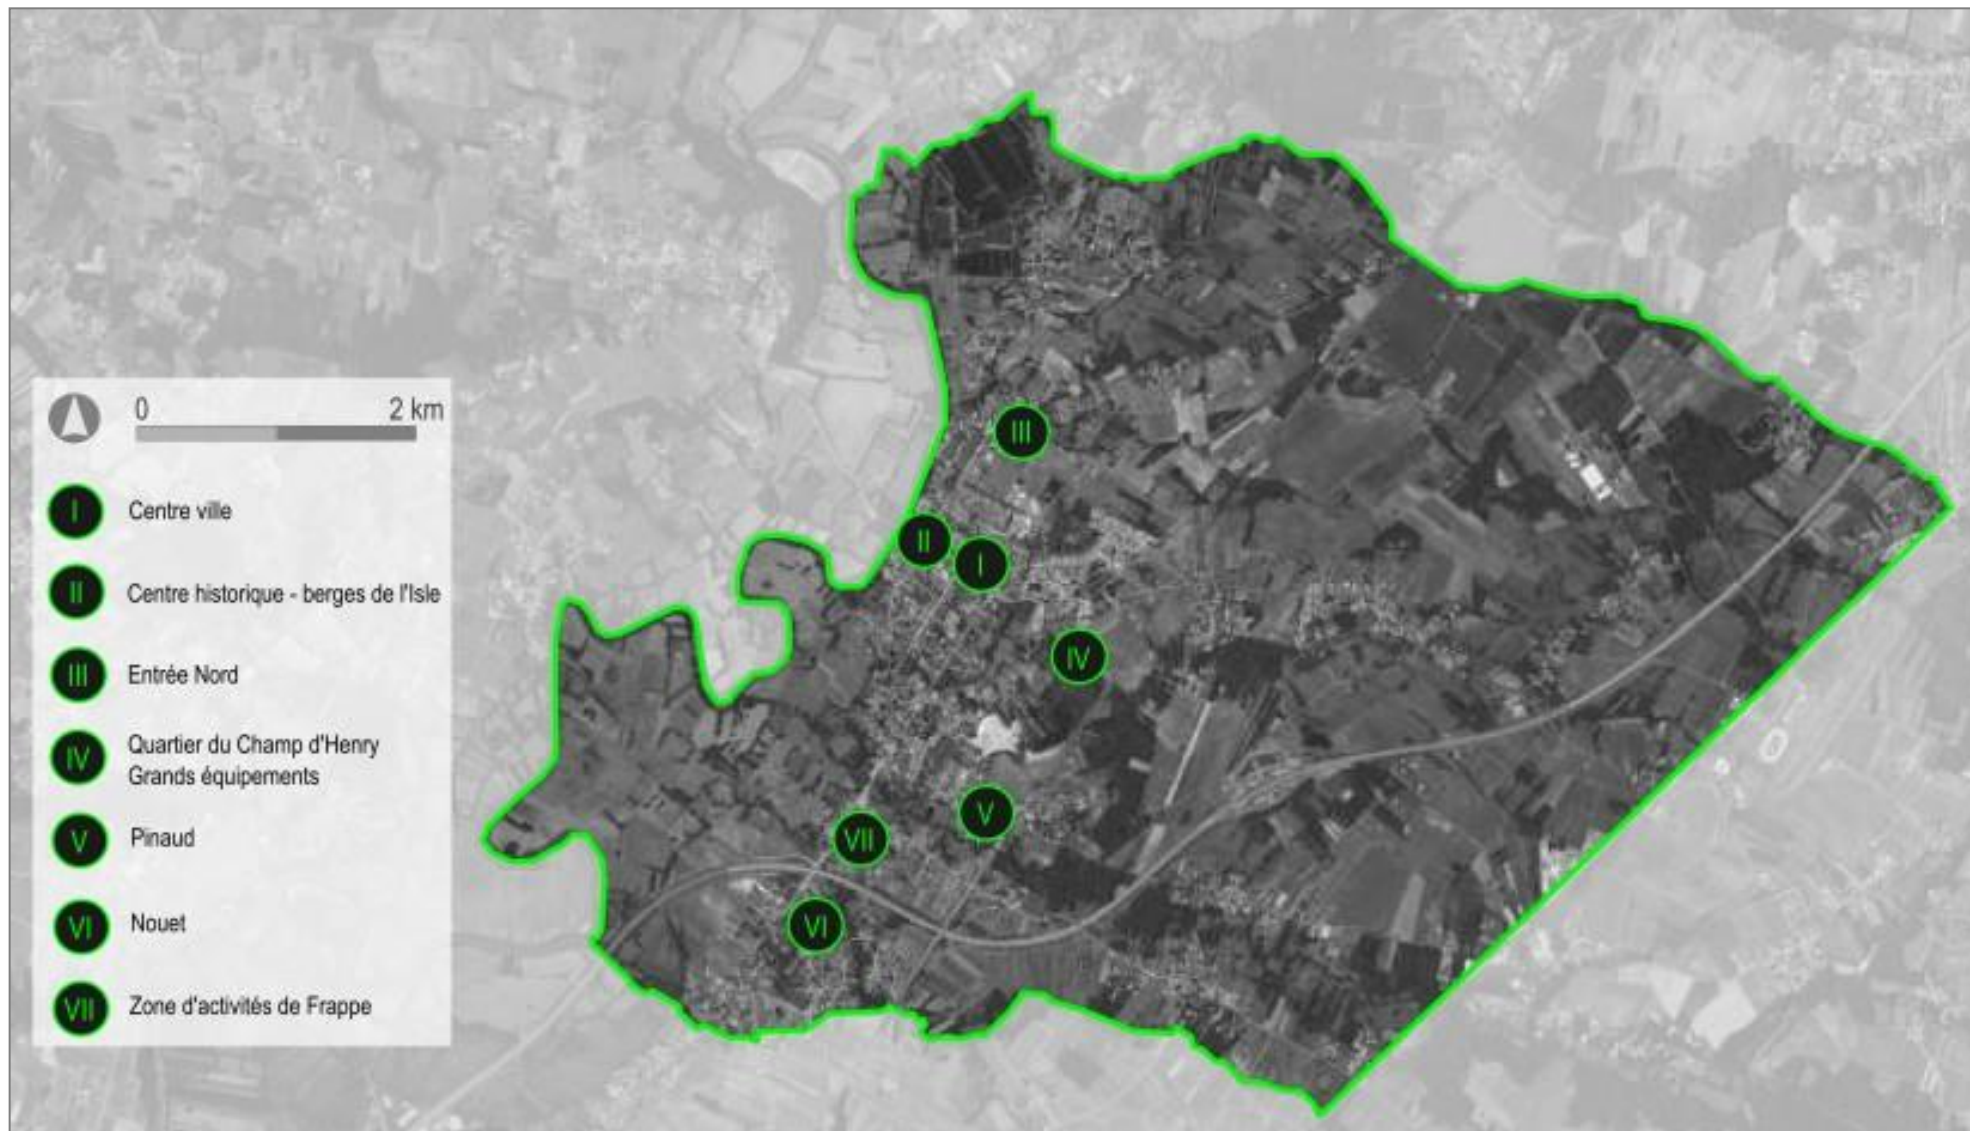 0 2 km
I Centre ville
II Centre historique - berges de l'Isle
III Entrée Nord
IV Quartier du Champ d'Henry
Grands équipements
V Pinaud
VI Nouet
VII Zone d'activités de Frappe
III
II
I
IV
V
VII
VI